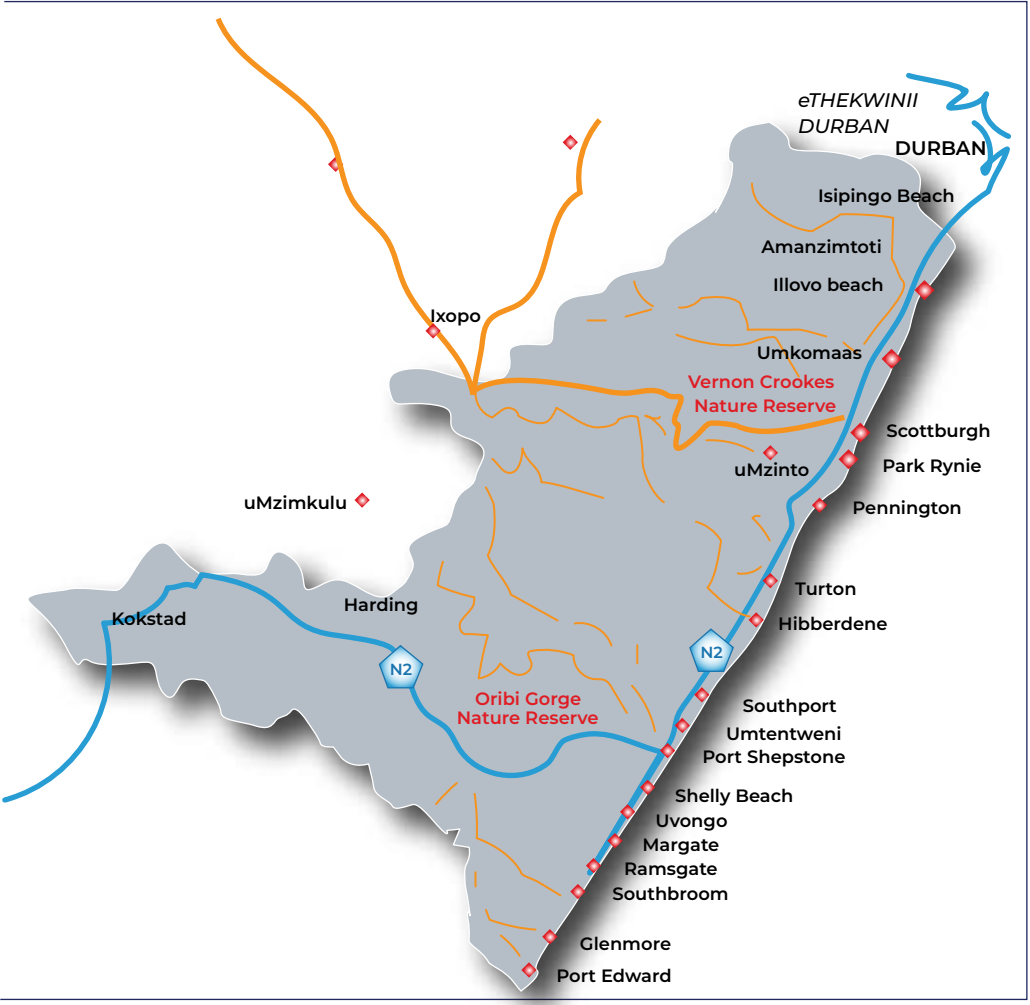 eTHEKWINII
DURBAN
DURBAN
Isipingo Beach
Amanzimtoti
Illovo beach
Ixopo
Umkomaas
Vernon Crookes
Nature Reserve
Scottburgh
Park Rynie
uMzinto
uMzimkulu
Pennington
Turton
Harding
Kokstad
Hibberdene
N2
N2
Oribi Gorge
Nature Reserve
Southport
Umtentweni
Port Shepstone
Shelly Beach
Uvongo
Margate
Ramsgate
Southbroom
Glenmore
Port Edward